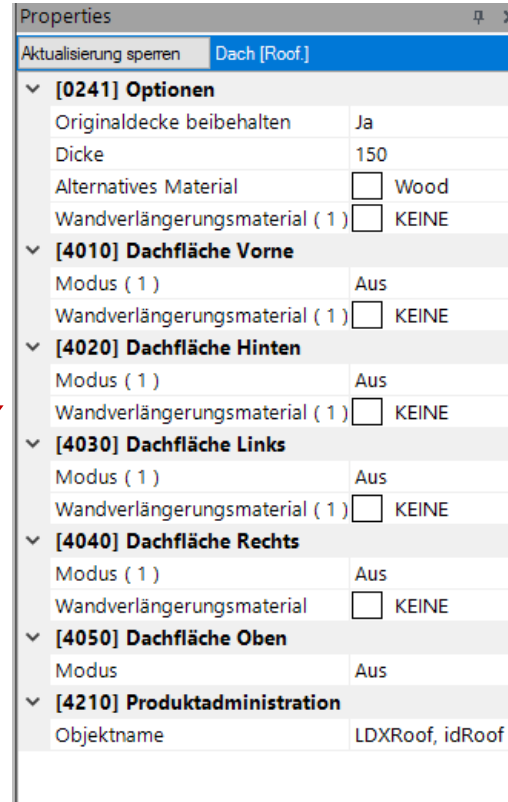 Properties
Aktualisierung sperren Dach [Roof.]
[0241] Optionen
Originaldecke beibehalten Ja
Dicke 150
Alternatives Material Wood
Wandverlängerungsmaterial ( 1 ) KEINE
[4010] Dachfläche Vorne
Modus ( 1 ) Aus
Wandverlängerungsmaterial ( 1 ) KEINE
[4020] Dachfläche Hinten
Modus ( 1 ) Aus
Wandverlängerungsmaterial ( 1 ) KEINE
[4030] Dachfläche Links
Modus ( 1 ) Aus
Wandverlängerungsmaterial ( 1 ) KEINE
[4040] Dachfläche Rechts
Modus ( 1 ) Aus
Wandverlängerungsmaterial KEINE
[4050] Dachfläche Oben
Modus Aus
[4210] Produktadministration
Objektname LDXRoof, idRoof